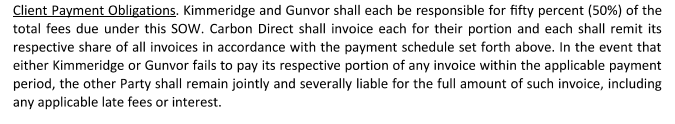 Client Payment Obligations. Kimmeridge and Gunvor shall each be responsible for fifty percent (50%) of the
total fees due under this SOW. Carbon Direct shall invoice each for their portion and each shall remit its
respective share of all invoices in accordance with the payment schedule set forth above. In the event that
either Kimmeridge or Gunvor fails to pay its respective portion of any invoice within the applicable payment
period, the other Party shall remain jointly and severally liable for the full amount of such invoice, including
any applicable late fees or interest.